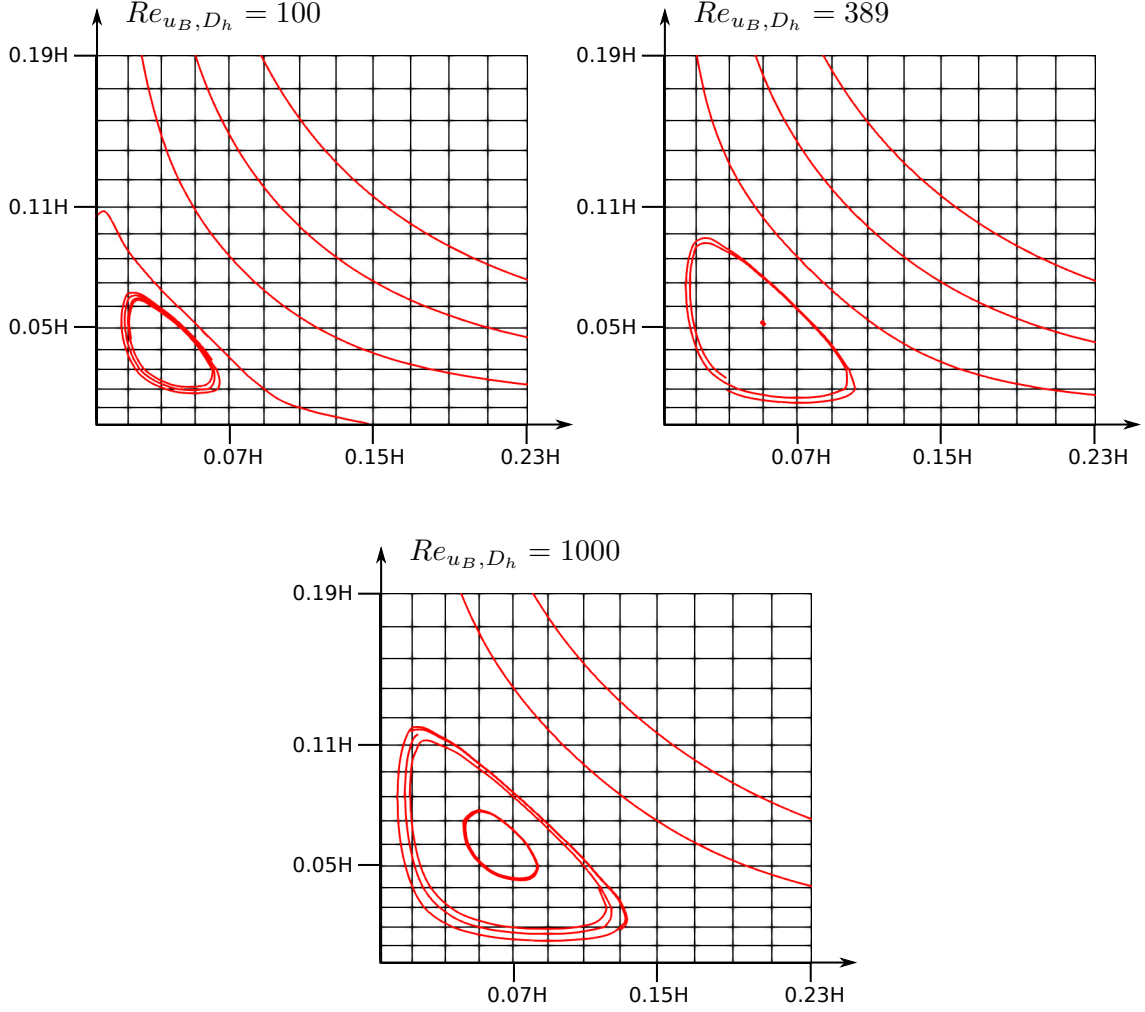 Re_{u_B,D_h} = 100
0.19H
0.11H
0.05H
0.07H 0.15H 0.23H
Re_{u_B,D_h} = 389
0.19H
0.11H
0.05H
0.07H 0.15H 0.23H
Re_{u_B,D_h} = 1000
0.19H
0.11H
0.05H
0.07H 0.15H 0.23H